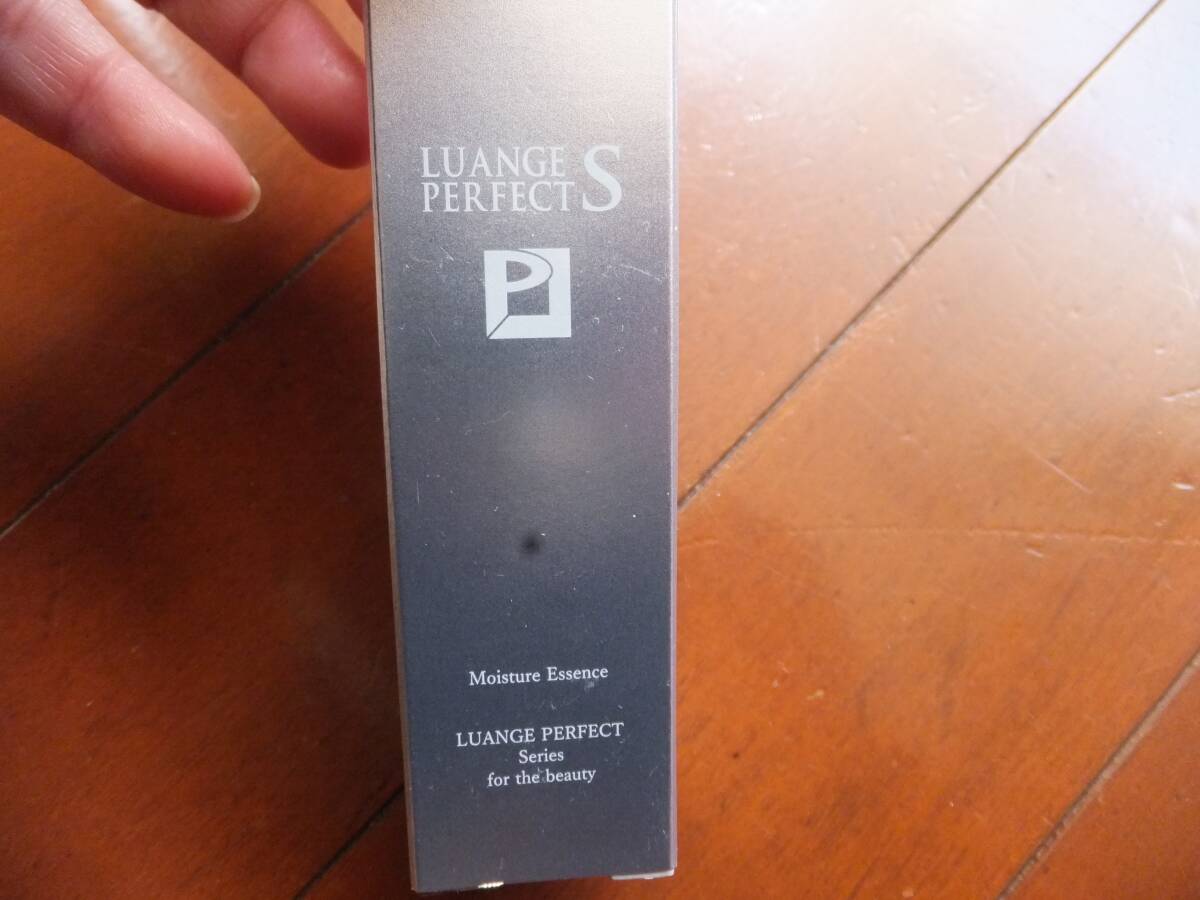 LUANGE
PERFECT S
P
Moisture Essence
LUANGE PERFECT
Series
for the beauty